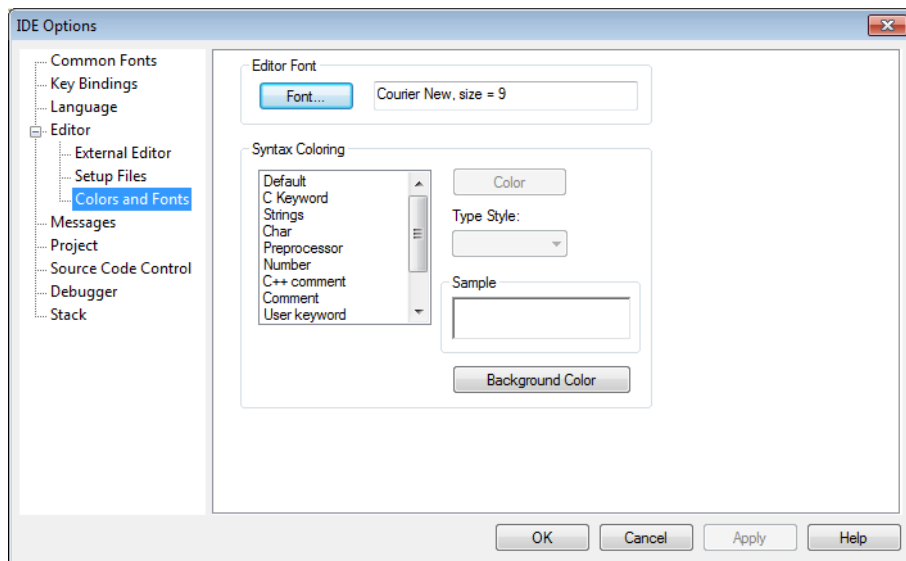 IDE Options
Common Fonts
Key Bindings
Language
Editor
External Editor
Setup Files
Colors and Fonts
Messages
Project
Source Code Control
Debugger
Stack
Editor Font
Font...
Courier New, size = 9
Syntax Coloring
Default
C Keyword
Strings
Char
Preprocessor
Number
C++ comment
Comment
User keyword
Color
Type Style:
Sample
Background Color
OK
Cancel
Apply
Help